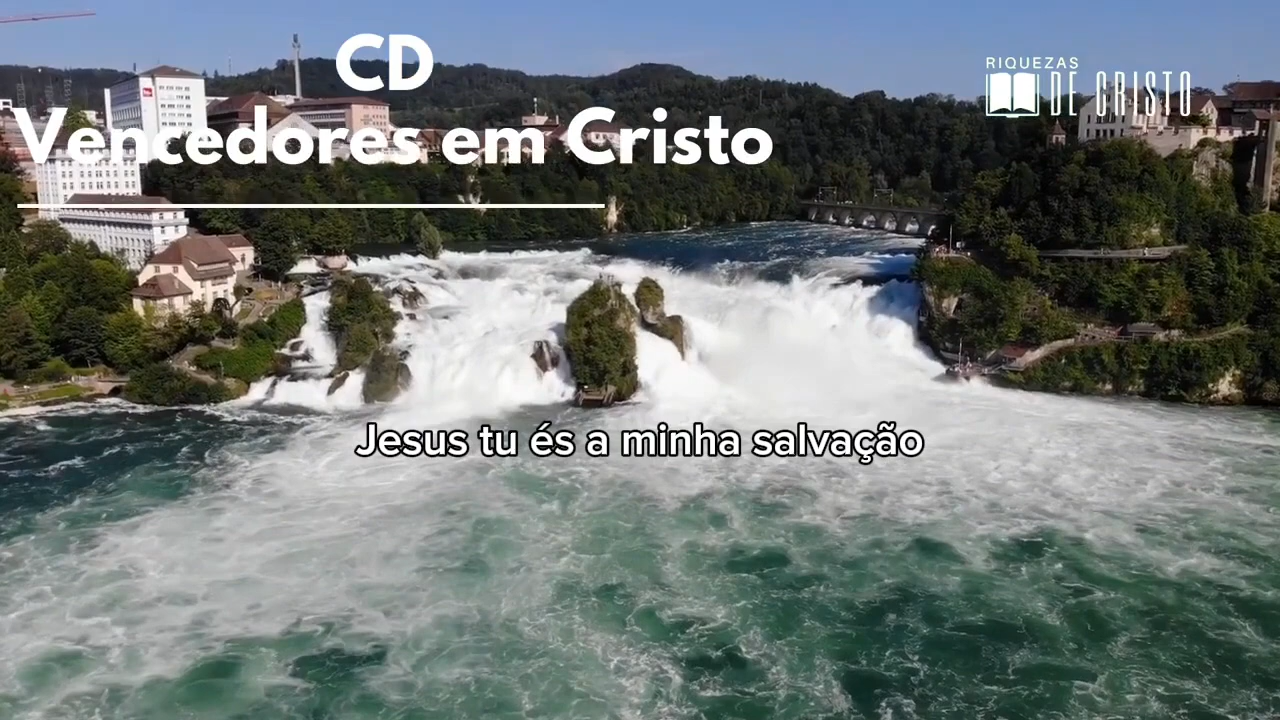 CD
Vencedores em Cristo
RIQUEZAS
DE CRISTO
Jesus tu és a minha salvação